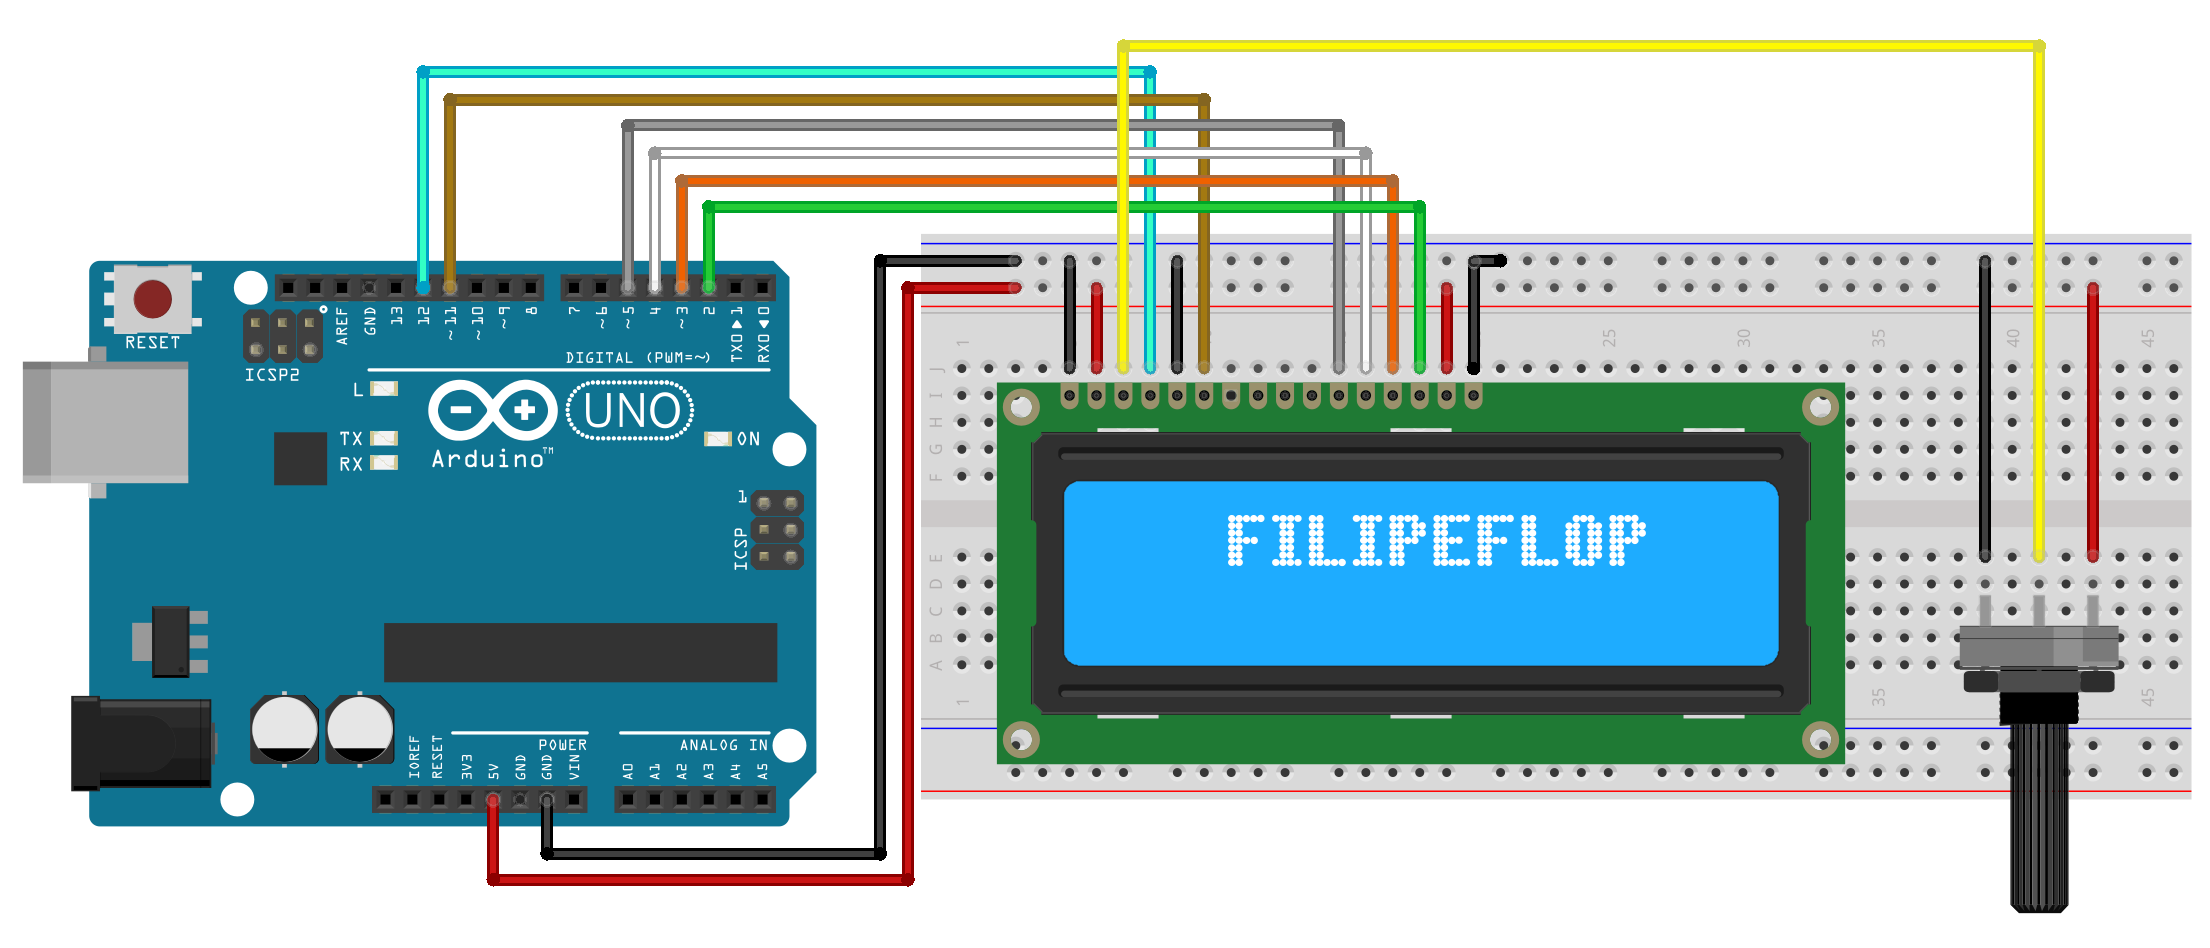 RESET
ICSP2
AREF
GND
13
12
~11
~10
~9
8
7
~6
~5
4
~3
2
TX0▶1
RX0◀0
DIGITAL (PWM=~)
L
TX
RX
UNO
Arduino™
ON
1
ICSP
POWER
ANALOG IN
IOREF
RESET
3V3
5V
GND
GND
VIN
A0
A1
A2
A3
A4
A5
1
25
30
35
40
45
J
I
H
G
F
E
D
C
B
A
1
35
45
FILIPEFLOP